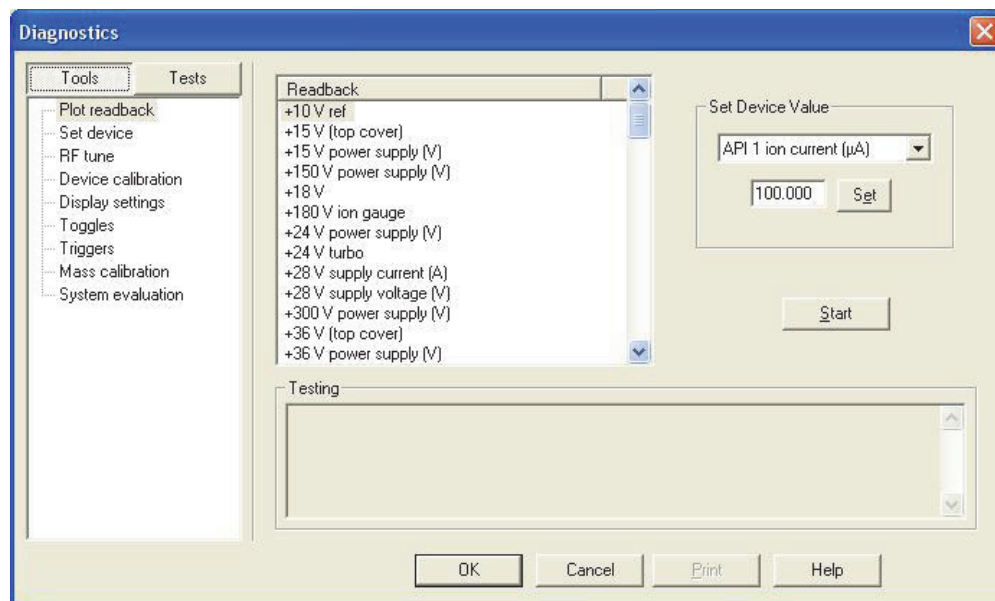 Diagnostics
Tools
Tests
Plot readback
Set device
RF tune
Device calibration
Display settings
Toggles
Triggers
Mass calibration
System evaluation
Readback
+10 V ref
+15 V (top cover)
+15 V power supply (V)
+150 V power supply (V)
+18 V
+180 V ion gauge
+24 V power supply (V)
+24 V turbo
+28 V supply current (A)
+28 V supply voltage (V)
+300 V power supply (V)
+36 V (top cover)
+36 V power supply (V)
Set Device Value
API 1 ion current (µA)
100.000
Set
Start
Testing
OK
Cancel
Print
Help